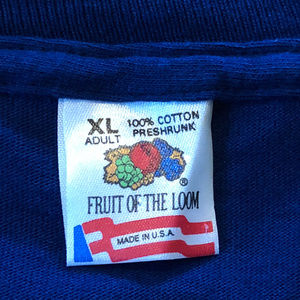 XL 100% COTTON
ADULT PRESHRUNK
®
FRUIT OF THE LOOM
MADE IN U.S.A.